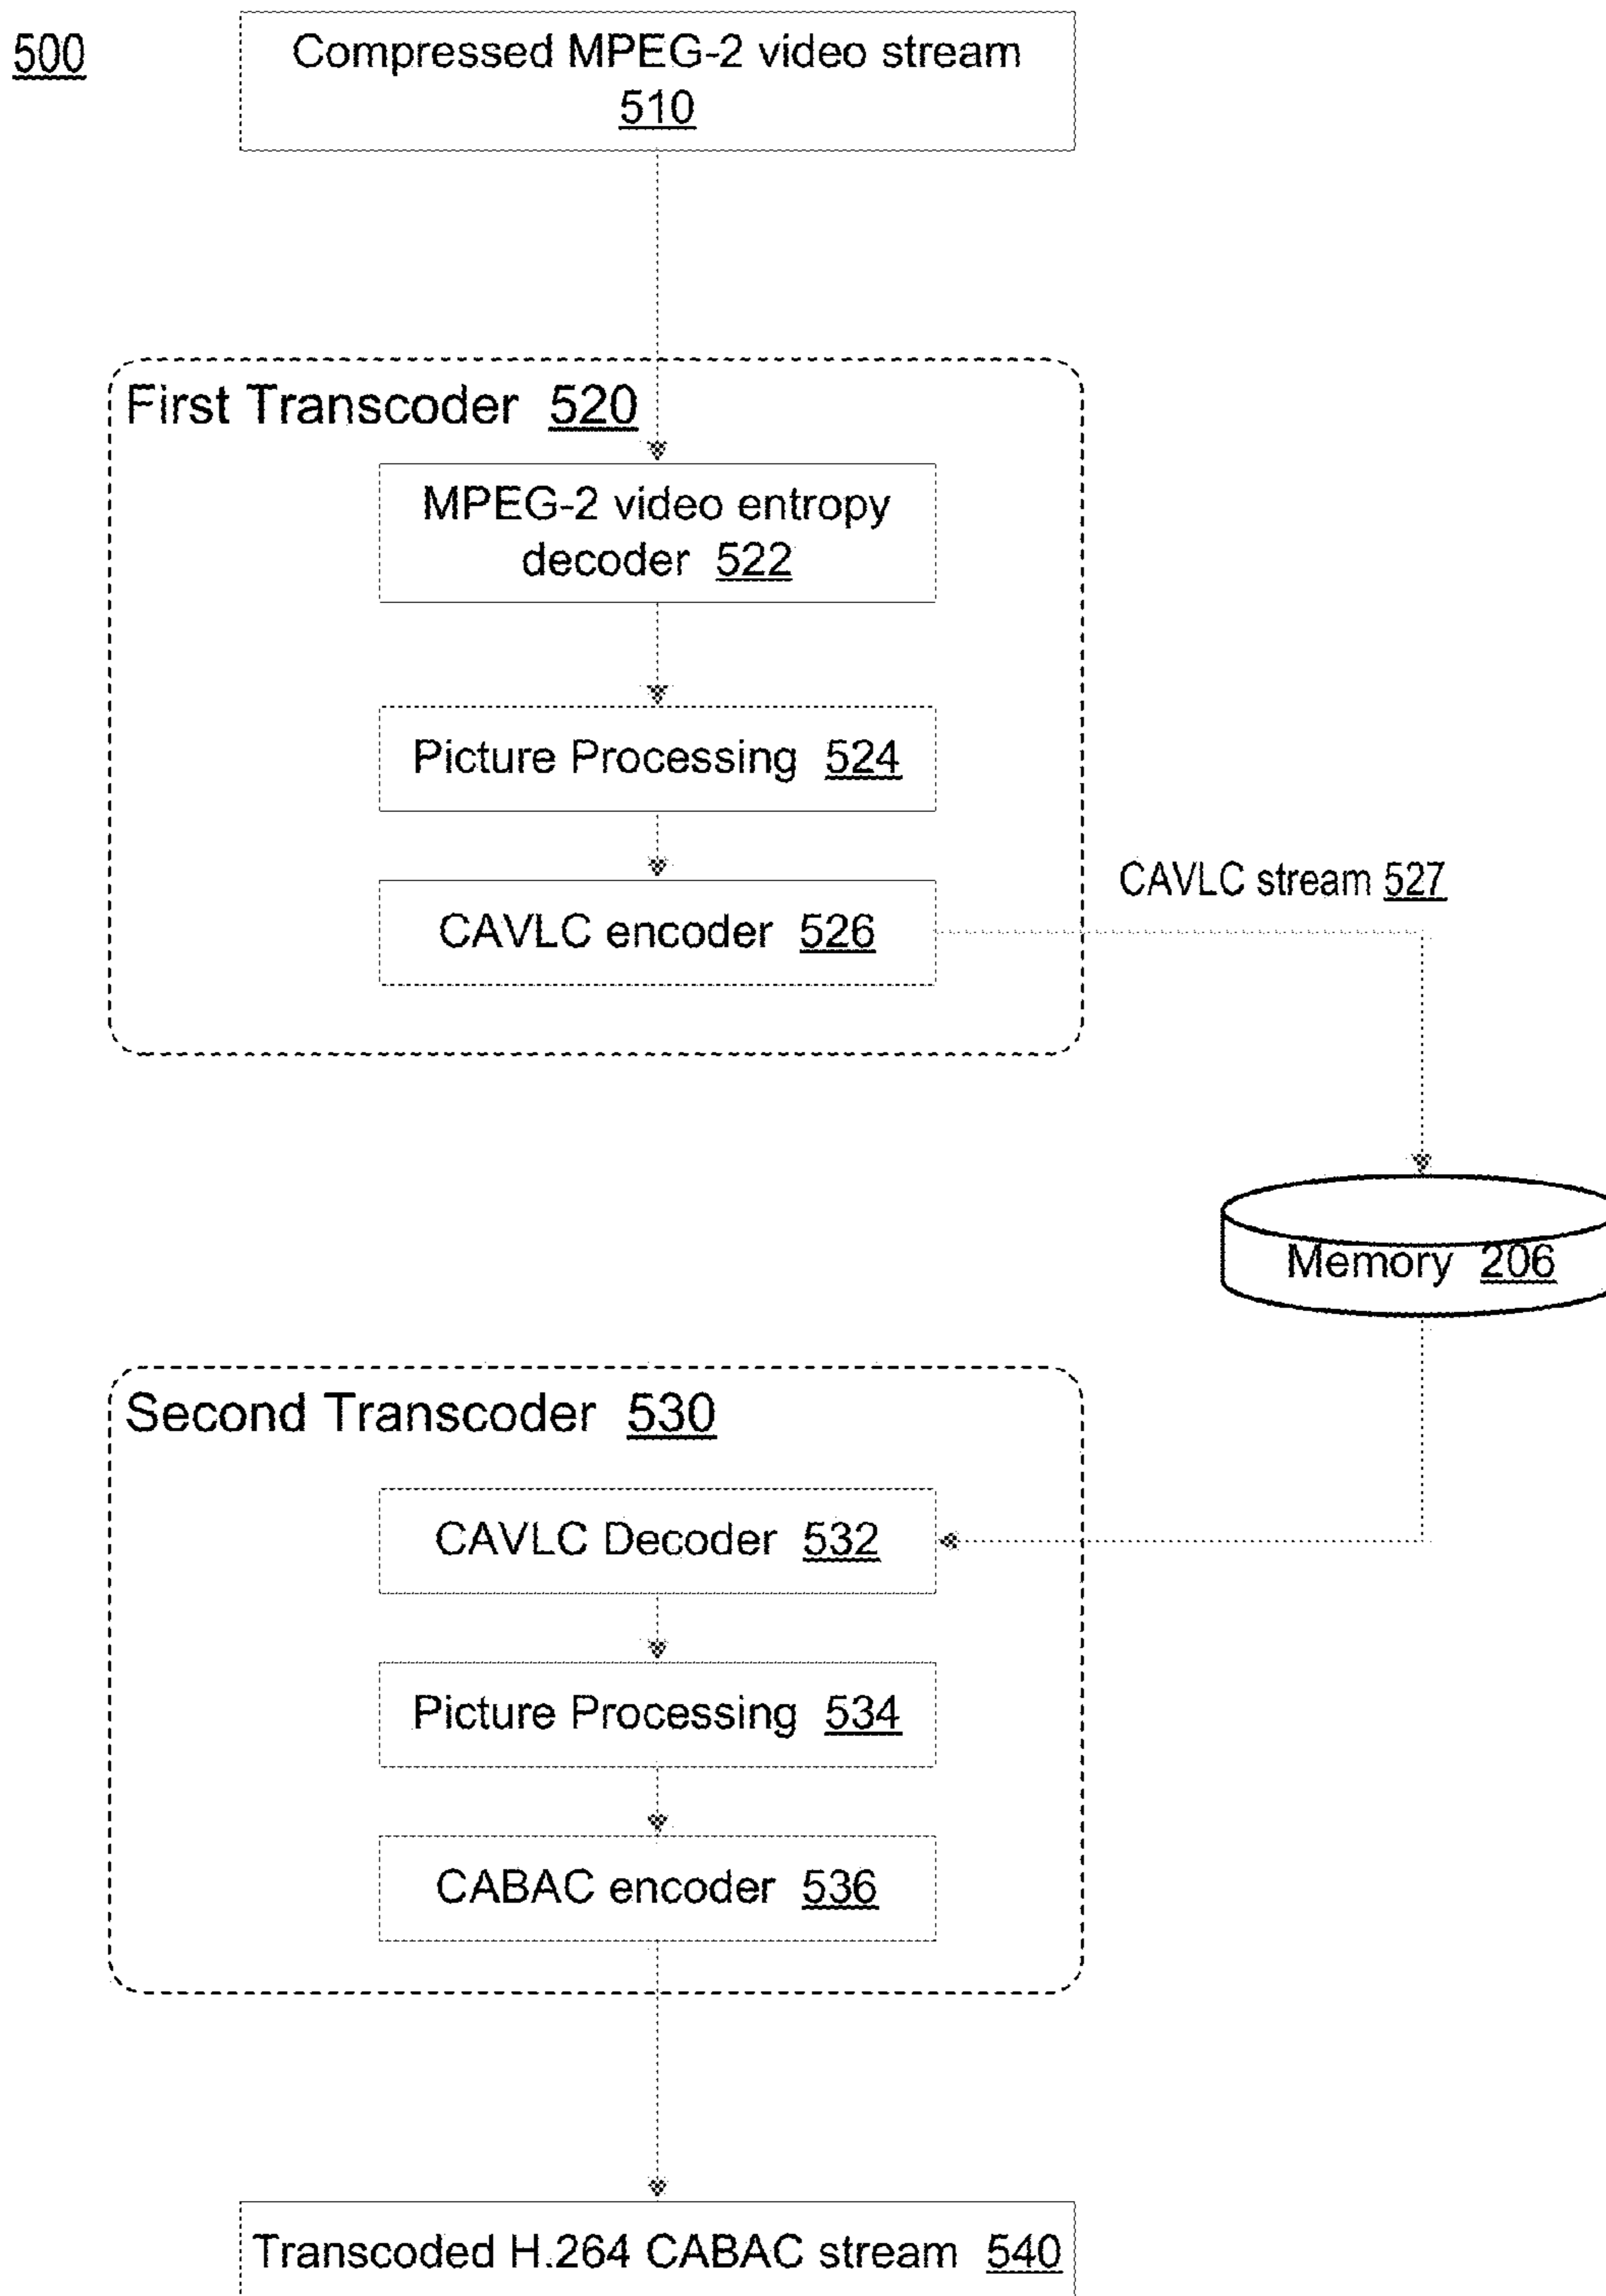 500
Compressed MPEG-2 video stream
510
First Transcoder 520
MPEG-2 video entropy
decoder 522
Picture Processing 524
CAVLC encoder 526
CAVLC stream 527
Memory 206
Second Transcoder 530
CAVLC Decoder 532
Picture Processing 534
CABAC encoder 536
Transcoded H.264 CABAC stream 540